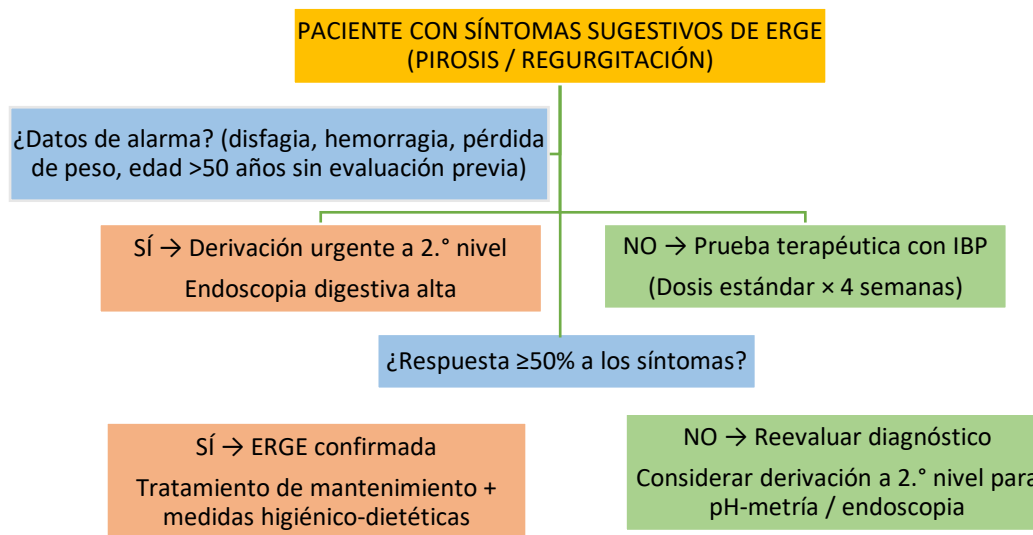 PACIENTE CON SÍNTOMAS SUGESTIVOS DE ERGE
(PIROSIS / REGURGITACIÓN)
¿Datos de alarma? (disfagia, hemorragia, pérdida
de peso, edad >50 años sin evaluación previa)
SÍ → Derivación urgente a 2.° nivel
Endoscopia digestiva alta
NO → Prueba terapéutica con IBP
(Dosis estándar × 4 semanas)
¿Respuesta ≥50% a los síntomas?
SÍ → ERGE confirmada
Tratamiento de mantenimiento +
medidas higiénico-dietéticas
NO → Reevaluar diagnóstico
Considerar derivación a 2.° nivel para
pH-metría / endoscopia